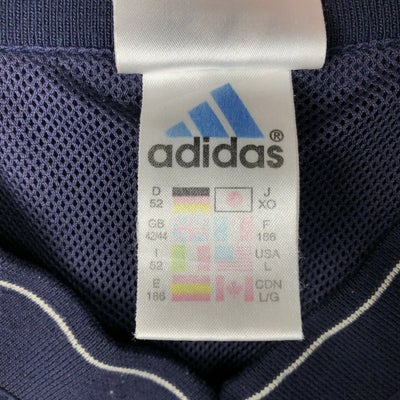 ®
adidas
D J
52 XO
GB F
42/44 186
I USA
52 L
E CDN
186 L/G